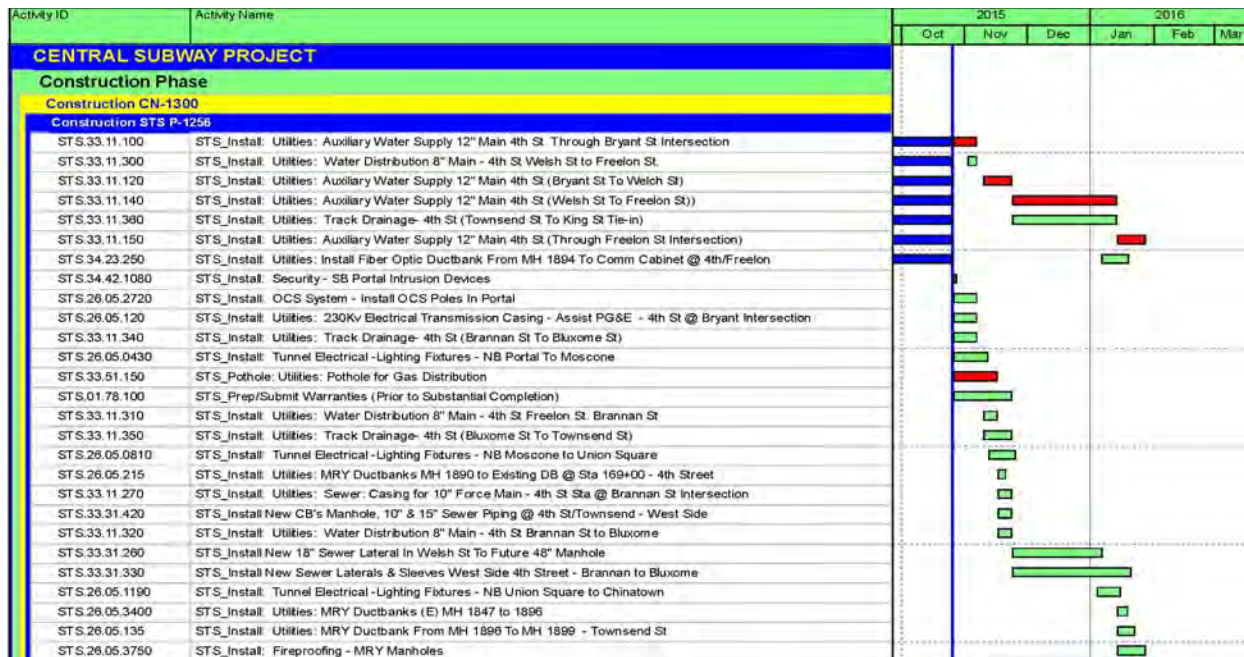 Activity ID Activity Name 2015 2016
Oct Nov Dec Jan Feb Mar
CENTRAL SUBWAY PROJECT
Construction Phase
Construction CN-1300
Construction STS P-1256
STS.33.11.100 STS_Install: Utilities: Auxiliary Water Supply 12" Main 4th St. Through Bryant St Intersection
STS.33.11.300 STS_Install: Utilities: Water Distribution 8" Main - 4th St Welsh St to Freelon St.
STS.33.11.120 STS_Install: Utilities: Auxiliary Water Supply 12" Main 4th St (Bryant St To Welch St)
STS.33.11.140 STS_Install: Utilities: Auxiliary Water Supply 12" Main 4th St (Welsh St To Freelon St))
STS.33.11.360 STS_Install: Utilities: Track Drainage- 4th St (Townsend St To King St Tie-in)
STS.33.11.150 STS_Install: Utilities: Auxiliary Water Supply 12" Main 4th St (Through Freelon St Intersection)
STS.34.23.250 STS_Install: Utilities: Install Fiber Optic Ductbank From MH 1894 To Comm Cabinet @ 4th/Freelon
STS.34.42.1080 STS_Install: Security - SB Portal Intrusion Devices
STS.26.05.2720 STS_Install: OCS System - Install OCS Poles In Portal
STS.26.05.120 STS_Install: Utilities: 230Kv Electrical Transmission Casing - Assist PG&E - 4th St @ Bryant Intersection
STS.33.11.340 STS_Install: Utilities: Track Drainage- 4th St (Brannan St To Bluxome St)
STS.26.05.0430 STS_Install: Tunnel Electrical -Lighting Fixtures - NB Portal To Moscone
STS.33.51.150 STS_Pothole: Utilities: Pothole for Gas Distribution
STS.01.78.100 STS_Prep/Submit Warranties (Prior to Substantial Completion)
STS.33.11.310 STS_Install: Utilities: Water Distribution 8" Main - 4th St Freelon St. Brannan St
STS.33.11.350 STS_Install: Utilities: Track Drainage- 4th St (Bluxome St To Townsend St)
STS.26.05.0810 STS_Install: Tunnel Electrical -Lighting Fixtures - NB Moscone to Union Square
STS.26.05.215 STS_Install: Utilities: MRY Ductbanks MH 1890 to Existing DB @ Sta 169+00 - 4th Street
STS.33.11.270 STS_Install: Utilities: Sewer: Casing for 10" Force Main - 4th St Sta @ Brannan St Intersection
STS.33.31.420 STS_Install New CB's Manhole, 10" & 15" Sewer Piping @ 4th St/Townsend - West Side
STS.33.11.320 STS_Install: Utilities: Water Distribution 8" Main - 4th St Brannan St to Bluxome
STS.33.31.260 STS_Install New 18" Sewer Lateral In Welsh St To Future 48" Manhole
STS.33.31.330 STS_Install New Sewer Laterals & Sleeves West Side 4th Street - Brannan to Bluxome
STS.26.05.1190 STS_Install: Tunnel Electrical -Lighting Fixtures - NB Union Square to Chinatown
STS.26.05.3400 STS_Install: Utilities: MRY Ductbanks (E) MH 1847 to 1896
STS.26.05.135 STS_Install: Utilities: MRY Ductbank From MH 1896 To MH 1899 - Townsend St
STS.26.05.3750 STS_Install: Fireproofing - MRY Manholes